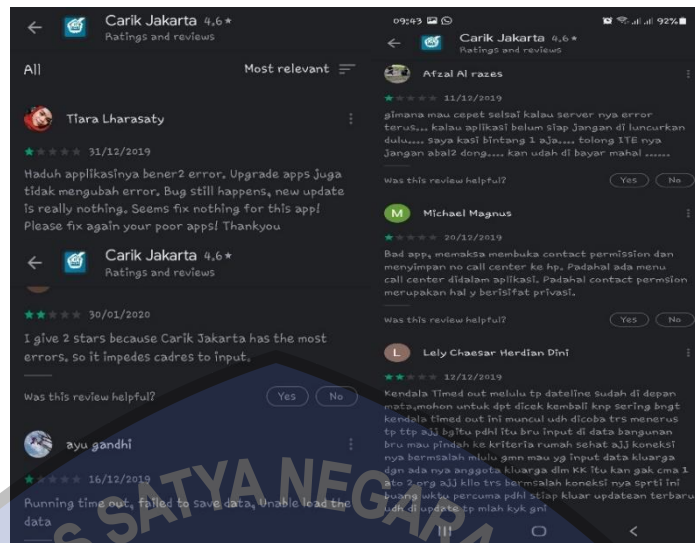 Carik Jakarta 4,6★
Ratings and reviews
All
Most relevant
Tiara Lharasaty
31/12/2019
Haduh applikasinya bener2 error. Upgrade apps juga
tidak mengubah error. Bug still happens, new update
is really nothing. Seems fix nothing for this app!
Please fix again your poor apps! Thankyou
Carik Jakarta 4,6★
Ratings and reviews
30/01/2020
I give 2 stars because Carik Jakarta has the most
errors. so it impedes cadres to input.
Was this review helpful?
Yes
No
ayu gandhi
16/12/2019
Running time out, failed to save data, Unable load the
data
09:43
92%
Carik Jakarta 4,6★
Ratings and reviews
Afzal Al razes
11/12/2019
gimana mau cepet selsai kalau server nya error
terus... kalau aplikasi belum siap jangan di luncurkan
dulu.... saya kasi bintang 1 aja.... tolong ITE nya
jangan abal2 dong.... kan udah di bayar mahal ......
Was this review helpful?
Yes
No
M
Michael Magnus
20/12/2019
Bad app, memaksa membuka contact permission dan
menyimpan no call center ke hp. Padahal ada menu
call center didalam aplikasi. Padahal contact permsion
merupakan hal y berisifat privasi.
Was this review helpful?
Yes
No
L
Lely Chaesar Herdian Dini
12/12/2019
Kendala Timed out melulu tp dateline sudah di depan
mata,mohon untuk dpt dicek kembali knp sering bngt
kendala timed out ini muncul udh dicoba trs menerus
tp ttp ajj bgitu pdhl itu bru input di data bangunan
bru mau pindah ke kriteria rumah sehat ajj koneksi
nya bermsalah mlulu gmn mau yg input data kluarga
dgn ada nya anggota kluarga dlm KK itu kan gak cma 1
ato 2 org ajj klo trs bermsalah koneksi nya sprti ini
buang wktu percuma pdhl stiap kluar updatean terbaru
udh di update tp mlah kyk gni
S SATYA NEGARA